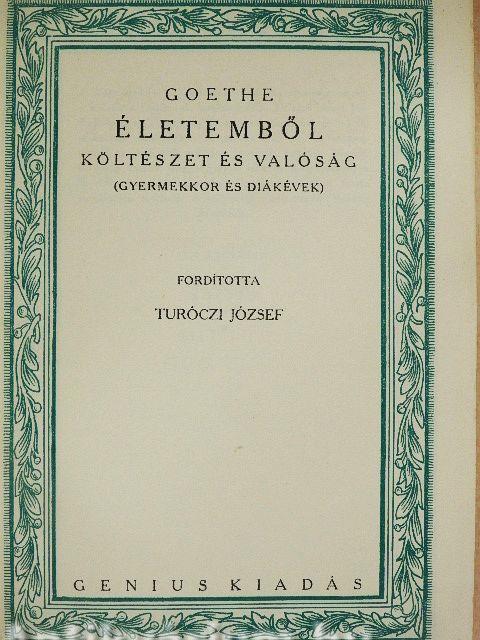 GOETHE
ÉLETEMBŐL
KÖLTÉSZET ÉS VALÓSÁG
(GYERMEKKOR ÉS DIÁKÉVEK)
FORDÍTOTTA
TURÓCZI JÓZSEF
GENIUS KIADÁS